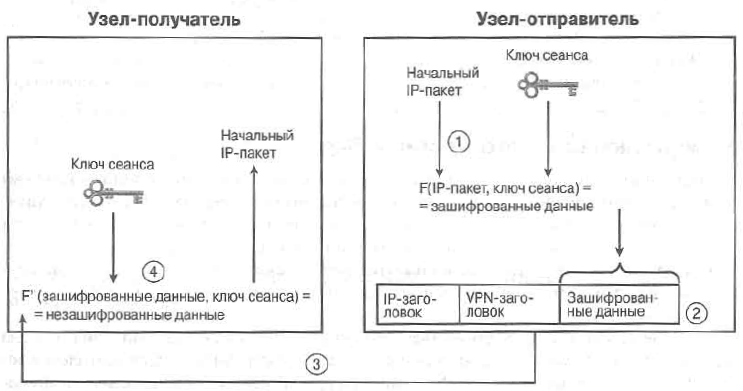 Узел-получатель
Узел-отправитель
Ключ сеанса
Начальный
IP-пакет
1
Начальный
IP-пакет
Ключ сеанса
F(IP-пакет, ключ сеанса) =
= зашифрованные данные
4
F' (зашифрованные данные, ключ сеанса) =
= незашифрованные данные
IP-заго-
ловок
VPN-заго-
ловок
Зашифрован-
ные данные
2
3